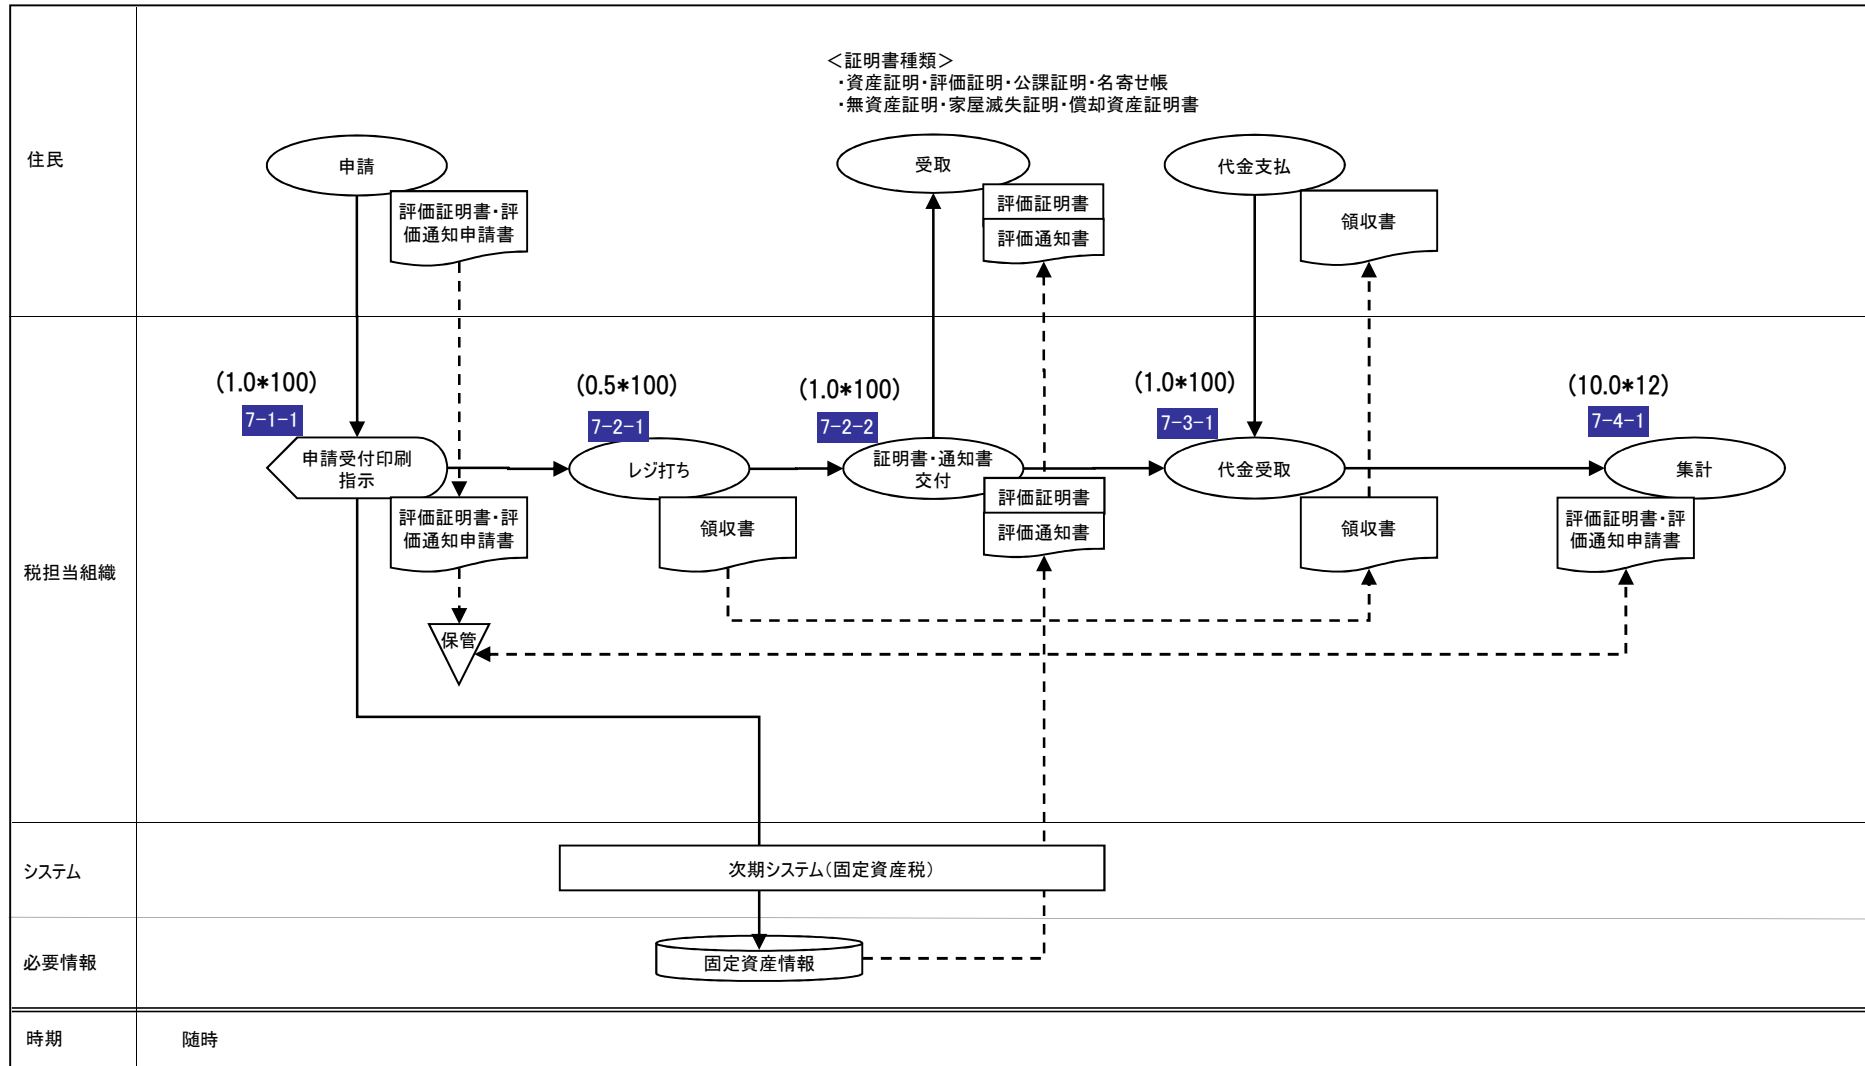 ＜証明書種類＞
・資産証明・評価証明・公課証明・名寄せ帳
・無資産証明・家屋滅失証明・償却資産証明書
住民
申請
評価証明書・評
価通知申請書
受取
評価証明書
評価通知書
代金支払
領収書
税担当組織
(1.0*100)
7-1-1
申請受付印刷
指示
評価証明書・評
価通知申請書
保管
(0.5*100)
7-2-1
レジ打ち
領収書
(1.0*100)
7-2-2
証明書・通知書
交付
評価証明書
評価通知書
(1.0*100)
7-3-1
代金受取
領収書
(10.0*12)
7-4-1
集計
評価証明書・評
価通知申請書
システム
次期システム（固定資産税）
必要情報
固定資産情報
時期
随時